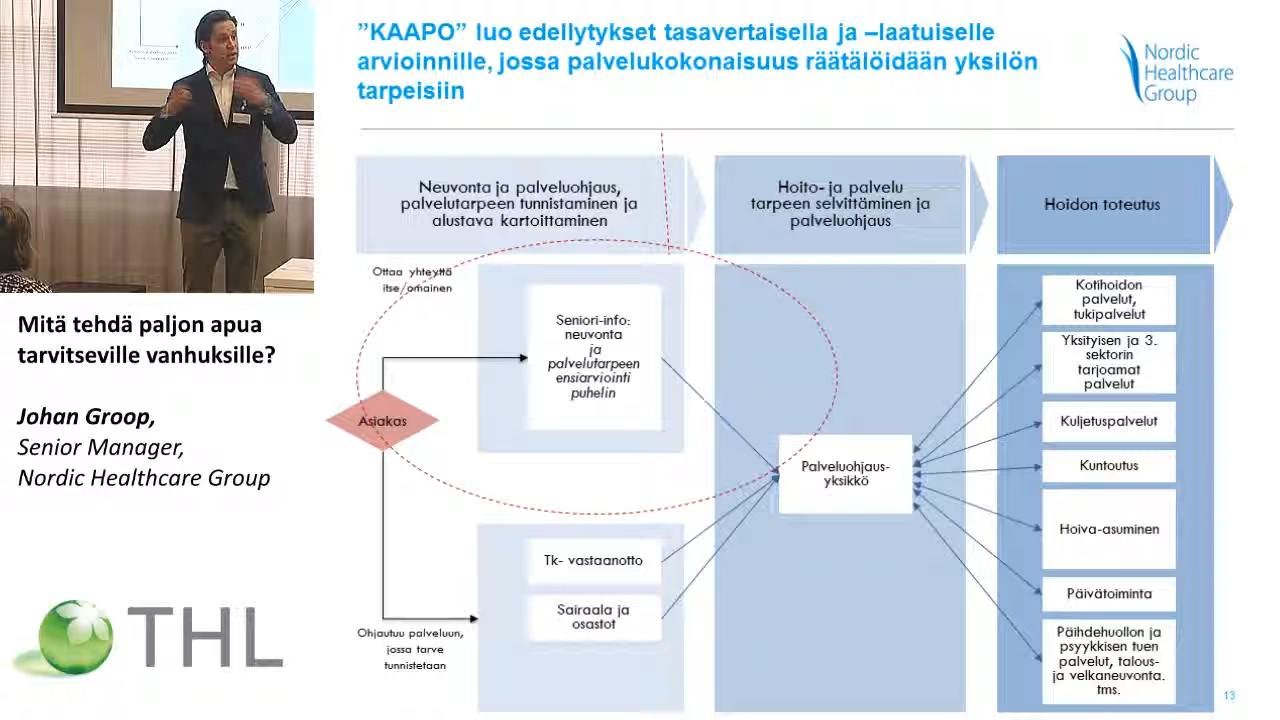 ”KAAPO” luo edellytykset tasavertaisella ja –laatuiselle
arvioinnille, jossa palvelukokonaisuus räätälöidään yksilön
tarpeisiin
Nordic
Healthcare
Group
Neuvonta ja palveluohjaus,
palvelutarpeen tunnistaminen ja
alustava kartoittaminen
Hoito- ja palvelu
tarpeen selvittäminen ja
palveluohjaus
Hoidon toteutus
Ottaa yhteyttä
itse/omainen
Seniori-info:
neuvonta
ja
palvelutarpeen
ensiarviointi
puhelin
Asiakas
Palveluohjaus-
yksikkö
Tk- vastaanotto
Sairaala ja
osastot
Ohjautuu palveluun,
jossa tarve
tunnistetaan
Kotihoidon
palvelut,
tukipalvelut
Yksityisen ja 3.
sektorin
tarjoamat
palvelut
Kuljetuspalvelut
Kuntoutus
Hoiva-asuminen
Päivätoiminta
Päihdehuollon ja
psyykkisen tuen
palvelut, talous-
ja velkaneuvonta.
tms.
13
Mitä tehdä paljon apua
tarvitseville vanhuksille?
Johan Groop,
Senior Manager,
Nordic Healthcare Group
THL